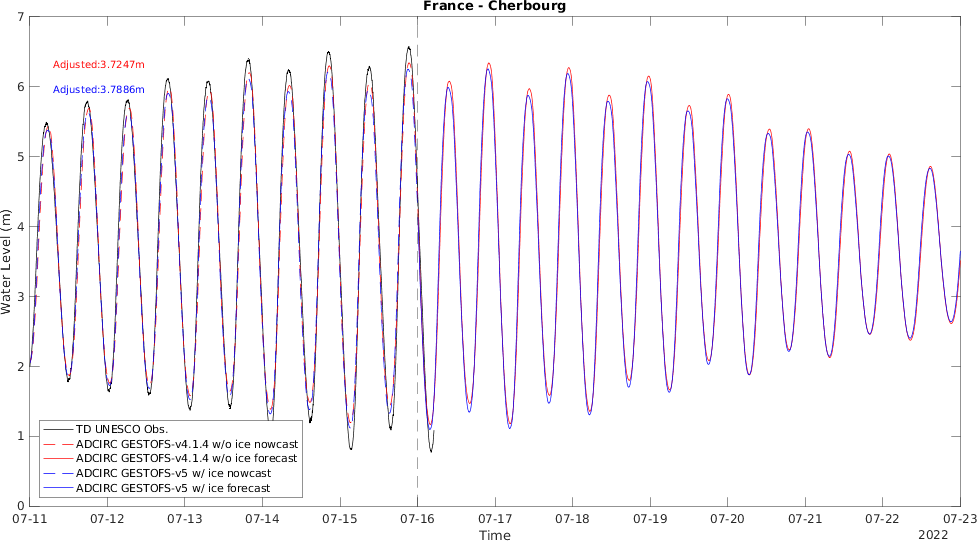 France - Cherbourg
Adjusted:3.7247m
Adjusted:3.7886m
Water Level (m)
7
6
5
4
3
2
1
0
TD UNESCO Obs.
ADCIRC GESTOFS-v4.1.4 w/o ice nowcast
ADCIRC GESTOFS-v4.1.4 w/o ice forecast
ADCIRC GESTOFS-v5 w/ ice nowcast
ADCIRC GESTOFS-v5 w/ ice forecast
07-11 07-12 07-13 07-14 07-15 07-16 07-17 07-18 07-19 07-20 07-21 07-22 07-23
Time
2022